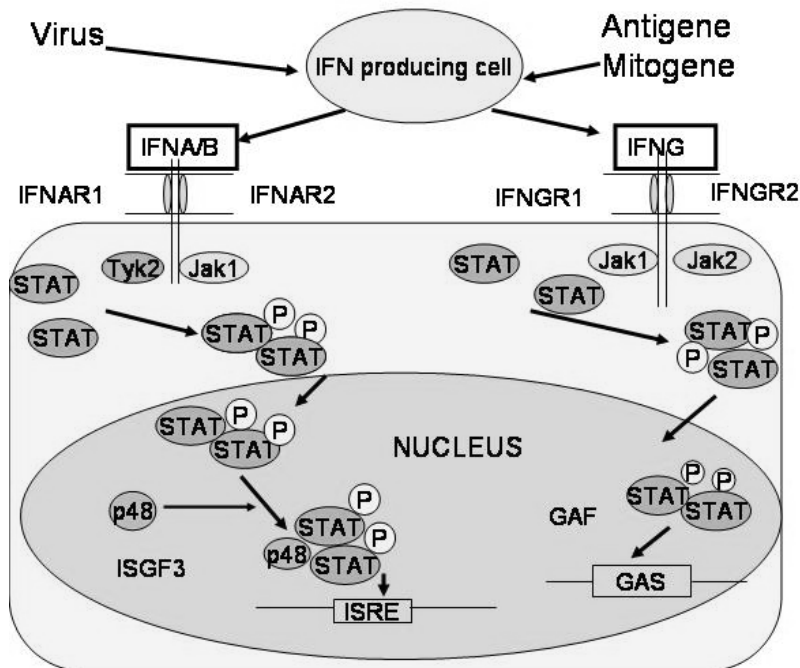 Virus
Antigene
Mitogene
IFN producing cell
IFNA/B
IFNG
IFNAR1
IFNAR2
IFNGR1
IFNGR2
STAT
Tyk2
Jak1
STAT
Jak1
Jak2
STAT
STAT
STAT
P
P
STAT
STAT
P
P
STAT
STAT
P
STAT
P
NUCLEUS
STAT
P
P
STAT
p48
GAF
STAT
P
p48
STAT
P
ISGF3
ISRE
GAS